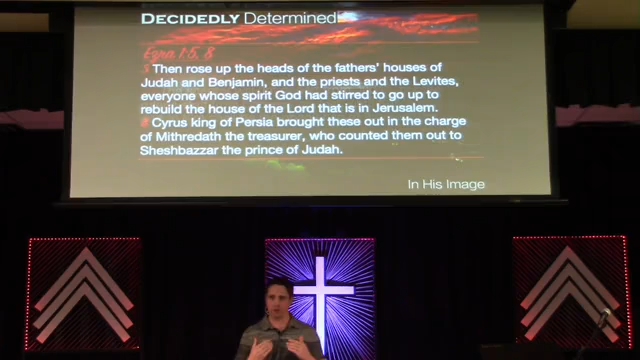 DECIDEDLY Determined
Ezra 1:5, 8
5 Then rose up the heads of the fathers' houses of
Judah and Benjamin, and the priests and the Levites,
everyone whose spirit God had stirred to go up to
rebuild the house of the Lord that is in Jerusalem.
8 Cyrus king of Persia brought these out in the charge
of Mithredath the treasurer, who counted them out to
Sheshbazzar the prince of Judah.
In His Image